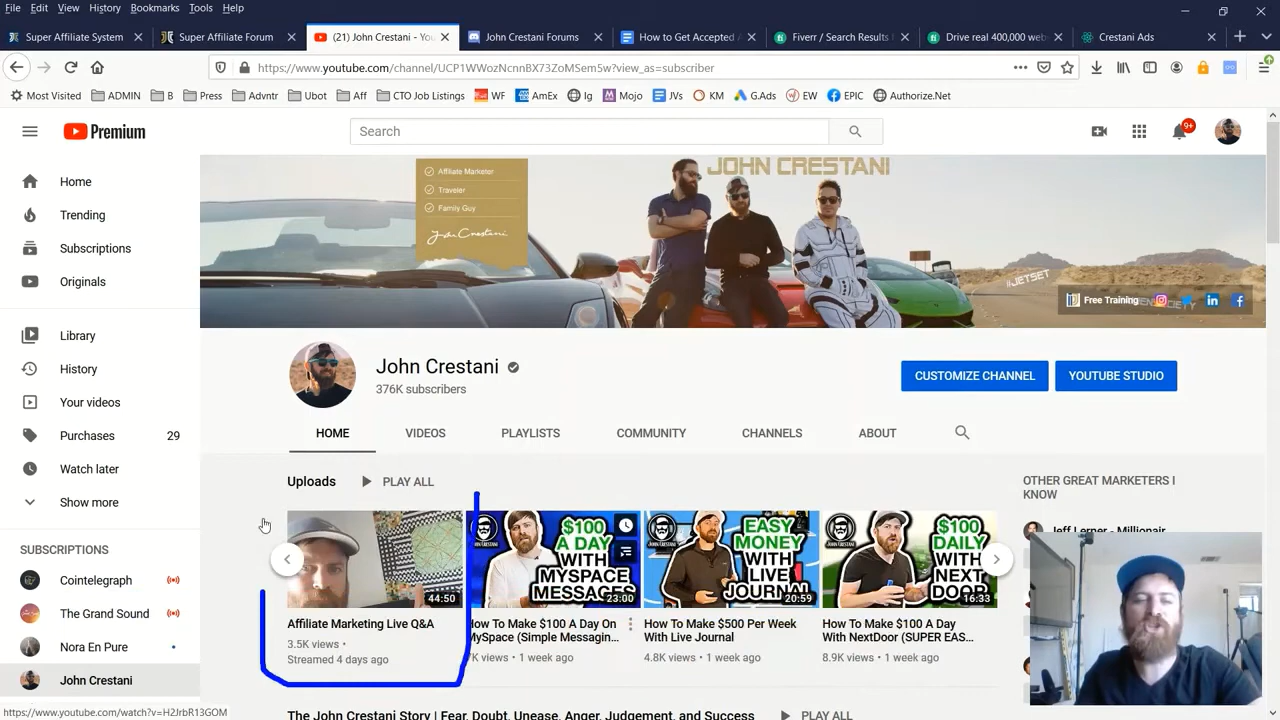 File Edit View History Bookmarks Tools Help
Super Affiliate System
Super Affiliate Forum
(21) John Crestani - You
John Crestani Forums
How to Get Accepted
Fiverr / Search Results
Drive real 400,000 web
Crestani Ads
https://www.youtube.com/channel/UCP1WWozNcnnBX73ZoMSem5w?view_as=subscriber
Most Visited ADMIN B Press Advntr Ubot Aff CTO Job Listings WF AmEx Ig Mojo JVs KM G.Ads EW EPIC Authorize.Net
Premium
Search
9+
Home
Trending
Subscriptions
Originals
Library
History
Your videos
Purchases 29
Watch later
Show more
SUBSCRIPTIONS
Cointelegraph
The Grand Sound
Nora En Pure
John Crestani
JOHN CRESTANI
Affiliate Marketer
Traveler
Family Guy
John Crestani
#JETSET
Free Training
John Crestani
376K subscribers
CUSTOMIZE CHANNEL
YOUTUBE STUDIO
HOME VIDEOS PLAYLISTS COMMUNITY CHANNELS ABOUT
Uploads PLAY ALL
44:50
Affiliate Marketing Live Q&A
3.5K views •
Streamed 4 days ago
$100
A DAY
WITH
MYSPACE
MESSAGES
23:00
How To Make $100 A Day On
MySpace (Simple Messagin...
K views • 1 week ago
EASY
MONEY
WITH
LIVE
JOURNAL
20:59
How To Make $500 Per Week
With Live Journal
4.8K views • 1 week ago
$100
DAILY
WITH
NEXT
DOOR
16:33
How To Make $100 A Day
With NextDoor (SUPER EAS...
8.9K views • 1 week ago
OTHER GREAT MARKETERS I
KNOW
Jeff Lerner - Millionair
The John Crestani Story | Fear, Doubt, Unease, Anger, Judgement, and Success PLAY ALL
https://www.youtube.com/watch?v=H2JrbR13GOM